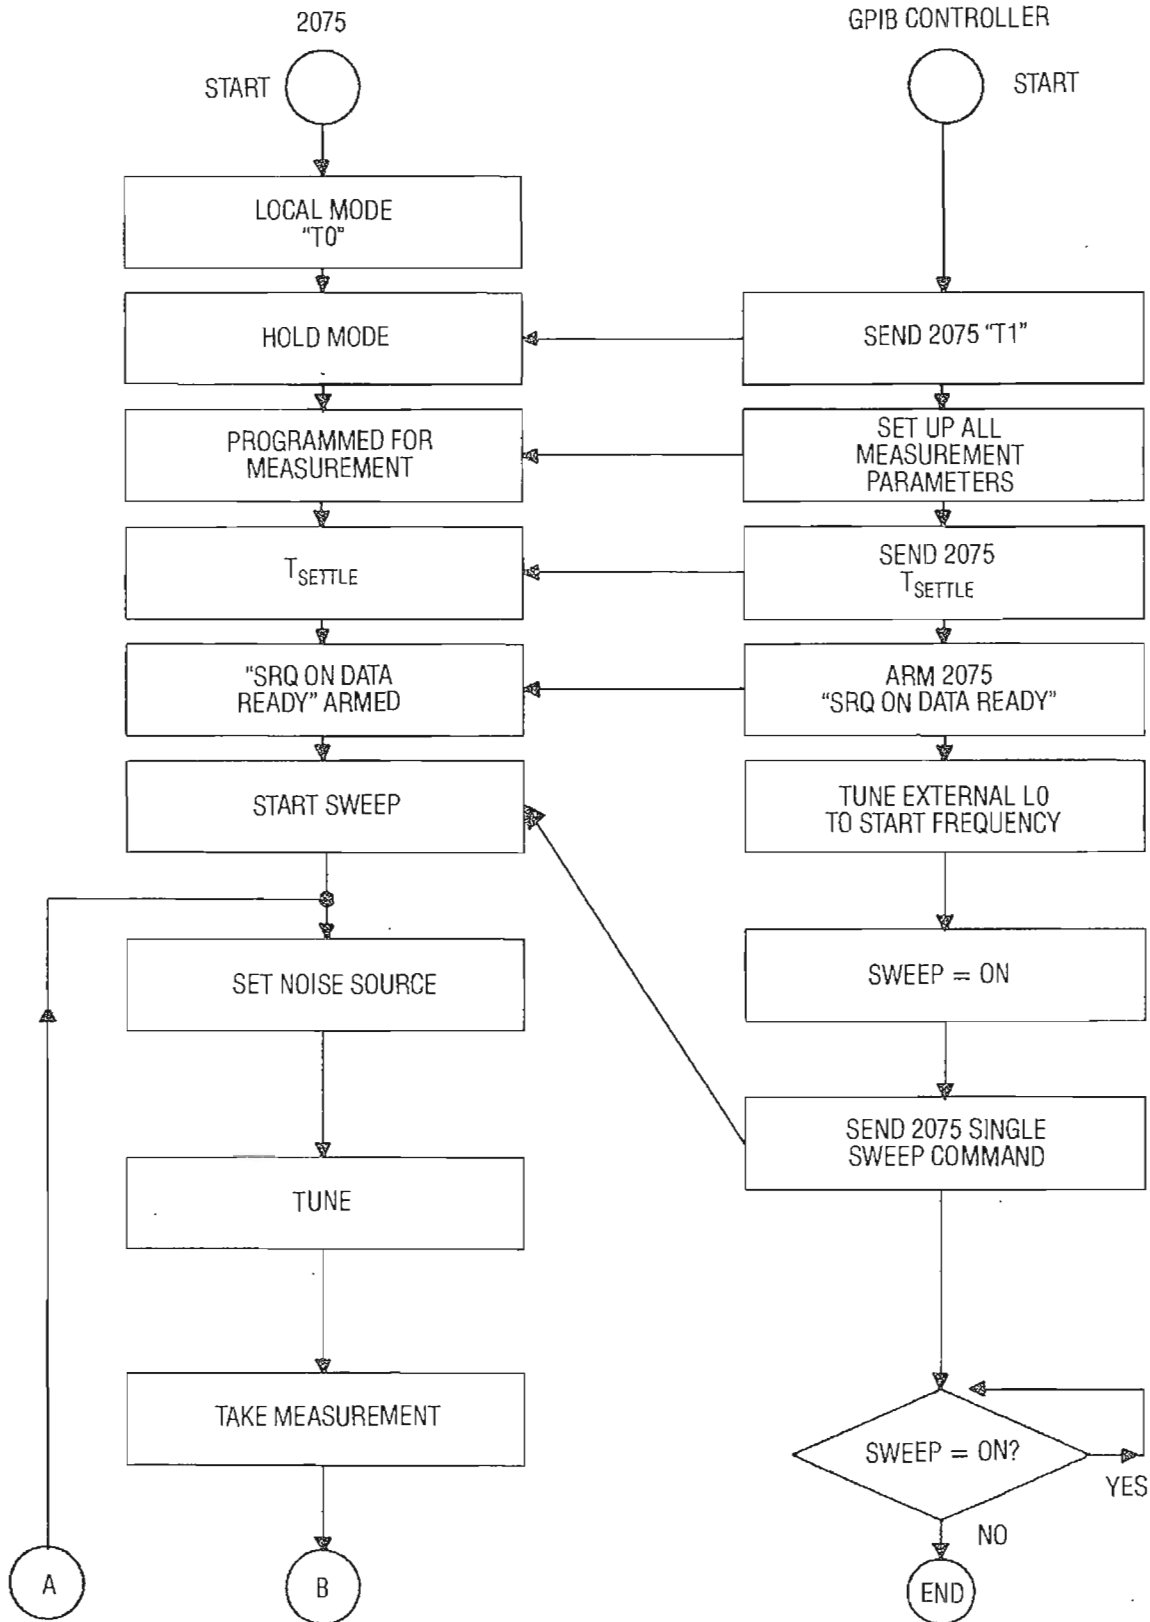 2075
START
LOCAL MODE
"T0"
HOLD MODE
PROGRAMMED FOR
MEASUREMENT
TSETTLE
"SRQ ON DATA
READY" ARMED
START SWEEP
SET NOISE SOURCE
TUNE
TAKE MEASUREMENT
A
B
GPIB CONTROLLER
START
SEND 2075 "T1"
SET UP ALL
MEASUREMENT
PARAMETERS
SEND 2075
TSETTLE
ARM 2075
"SRQ ON DATA READY"
TUNE EXTERNAL LO
TO START FREQUENCY
SWEEP = ON
SEND 2075 SINGLE
SWEEP COMMAND
SWEEP = ON?
YES
NO
END